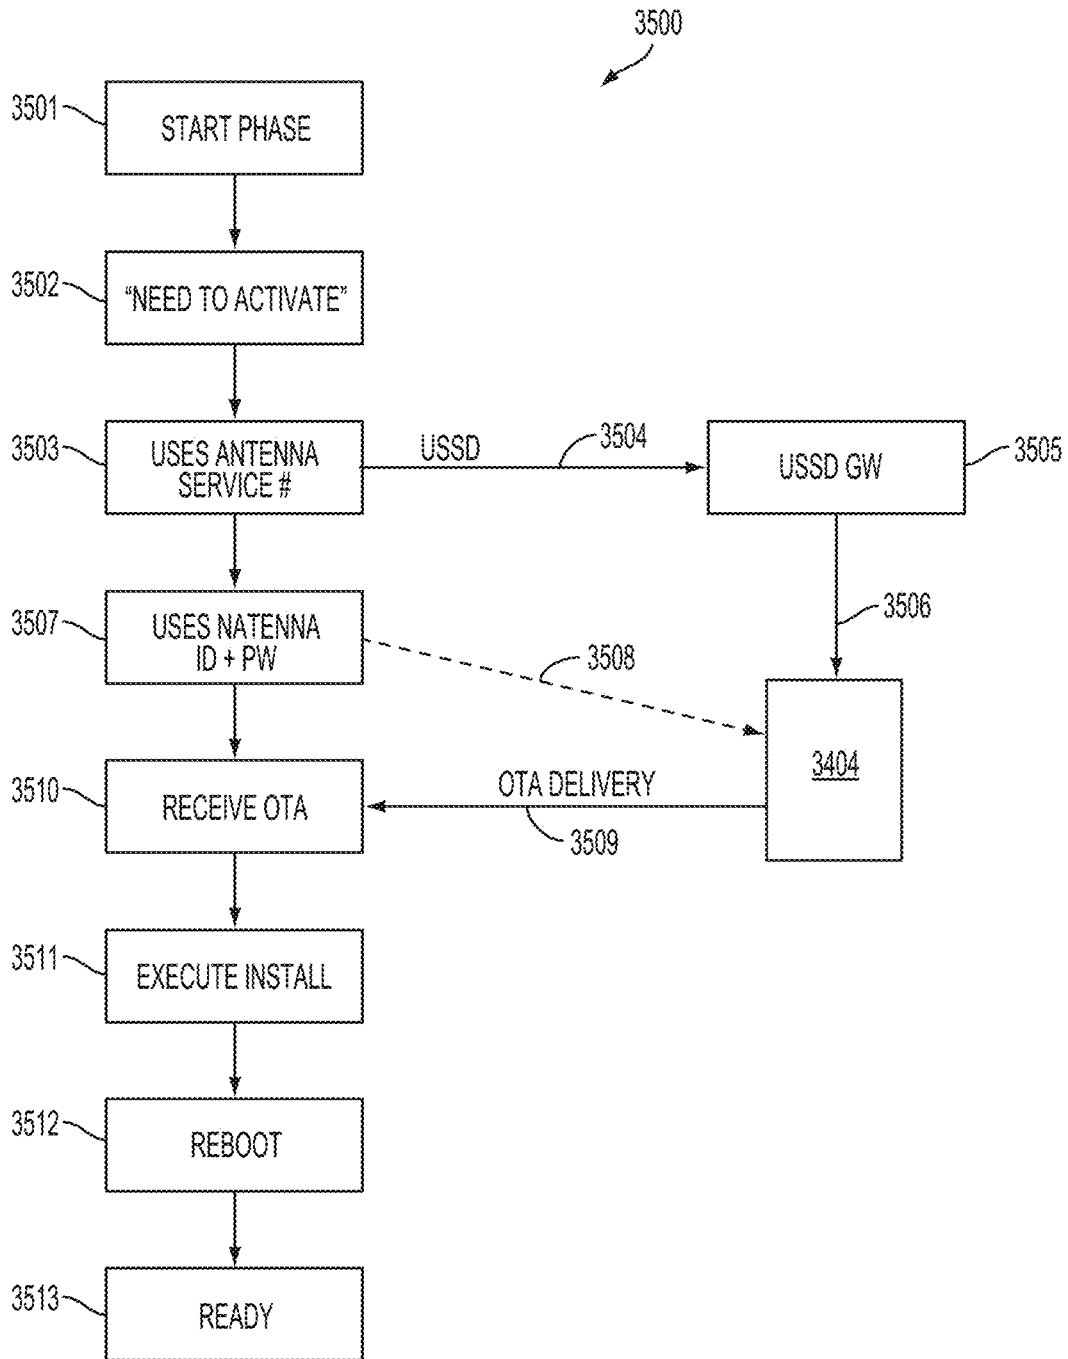 3500
3501
START PHASE
3502
“NEED TO ACTIVATE”
3503
USES ANTENNA
SERVICE #
USSD
3504
USSD GW
3505
3506
3507
USES NATENNA
ID + PW
3508
3404
3510
RECEIVE OTA
OTA DELIVERY
3509
3511
EXECUTE INSTALL
3512
REBOOT
3513
READY